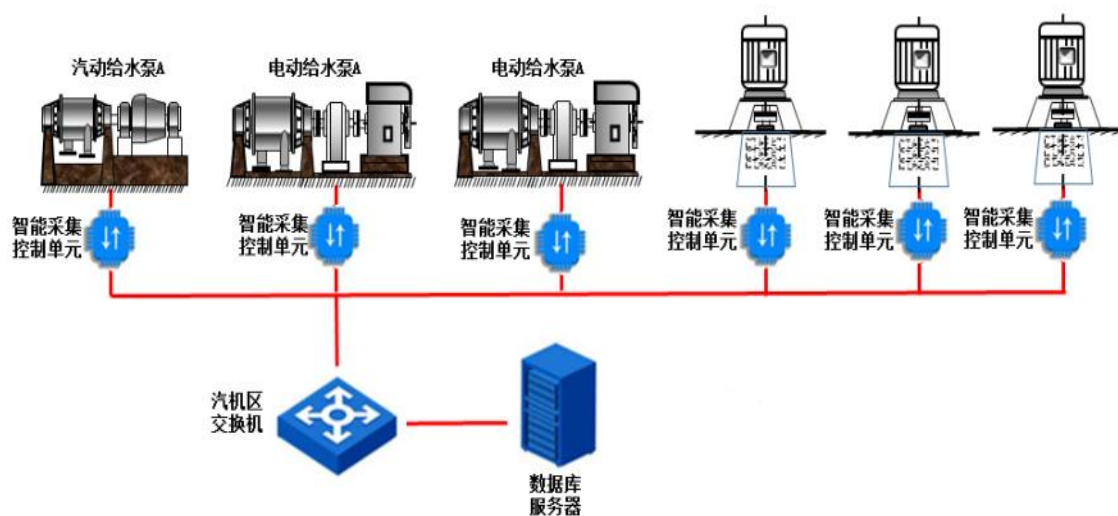 汽动给水泵A
电动给水泵A
电动给水泵A
智能采集
控制单元
智能采集
控制单元
智能采集
控制单元
智能采集
控制单元
智能采集
控制单元
智能采集
控制单元
汽机区
交换机
数据库
服务器